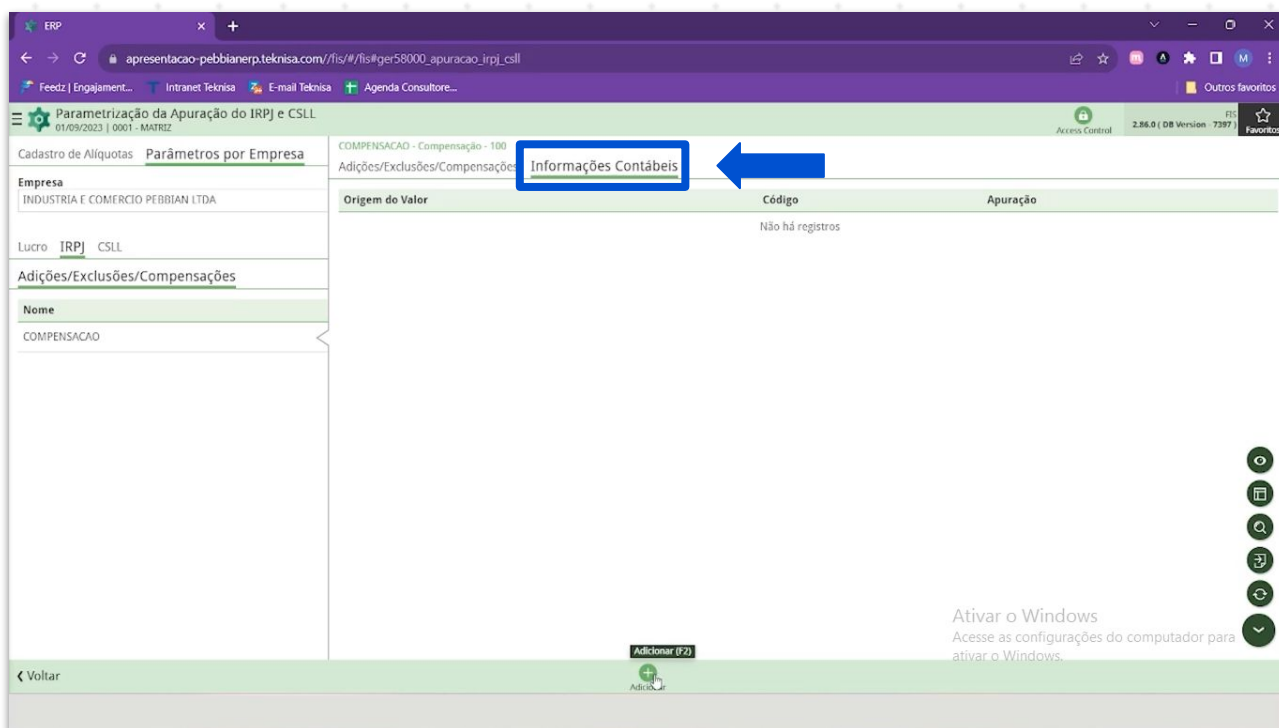 ERP
apresentacao-pebbianerp.teknisa.com//fis/#/fis#ger58000_apuracao_irpj_csll
M
Feedz | Engajament...
Intranet Teknisa
E-mail Teknisa
Agenda Consultore...
Outros favoritos
Parametrização da Apuração do IRPJ e CSLL
01/09/2023 | 0001 - MATRIZ
Access Control
FIS
2.86.0 ( DB Version - 7397 )
Favoritos
Cadastro de Alíquotas
Parâmetros por Empresa
Empresa
INDUSTRIA E COMERCIO PEBBIAN LTDA
Lucro
IRPJ
CSLL
Adições/Exclusões/Compensações
Nome
COMPENSACAO
COMPENSACAO - Compensação - 100
Adições/Exclusões/Compensações
Informações Contábeis
Origem do Valor
Código
Apuração
Não há registros
Ativar o Windows
Acesse as configurações do computador para
ativar o Windows.
Adicionar (F2)
Voltar
Adicionar